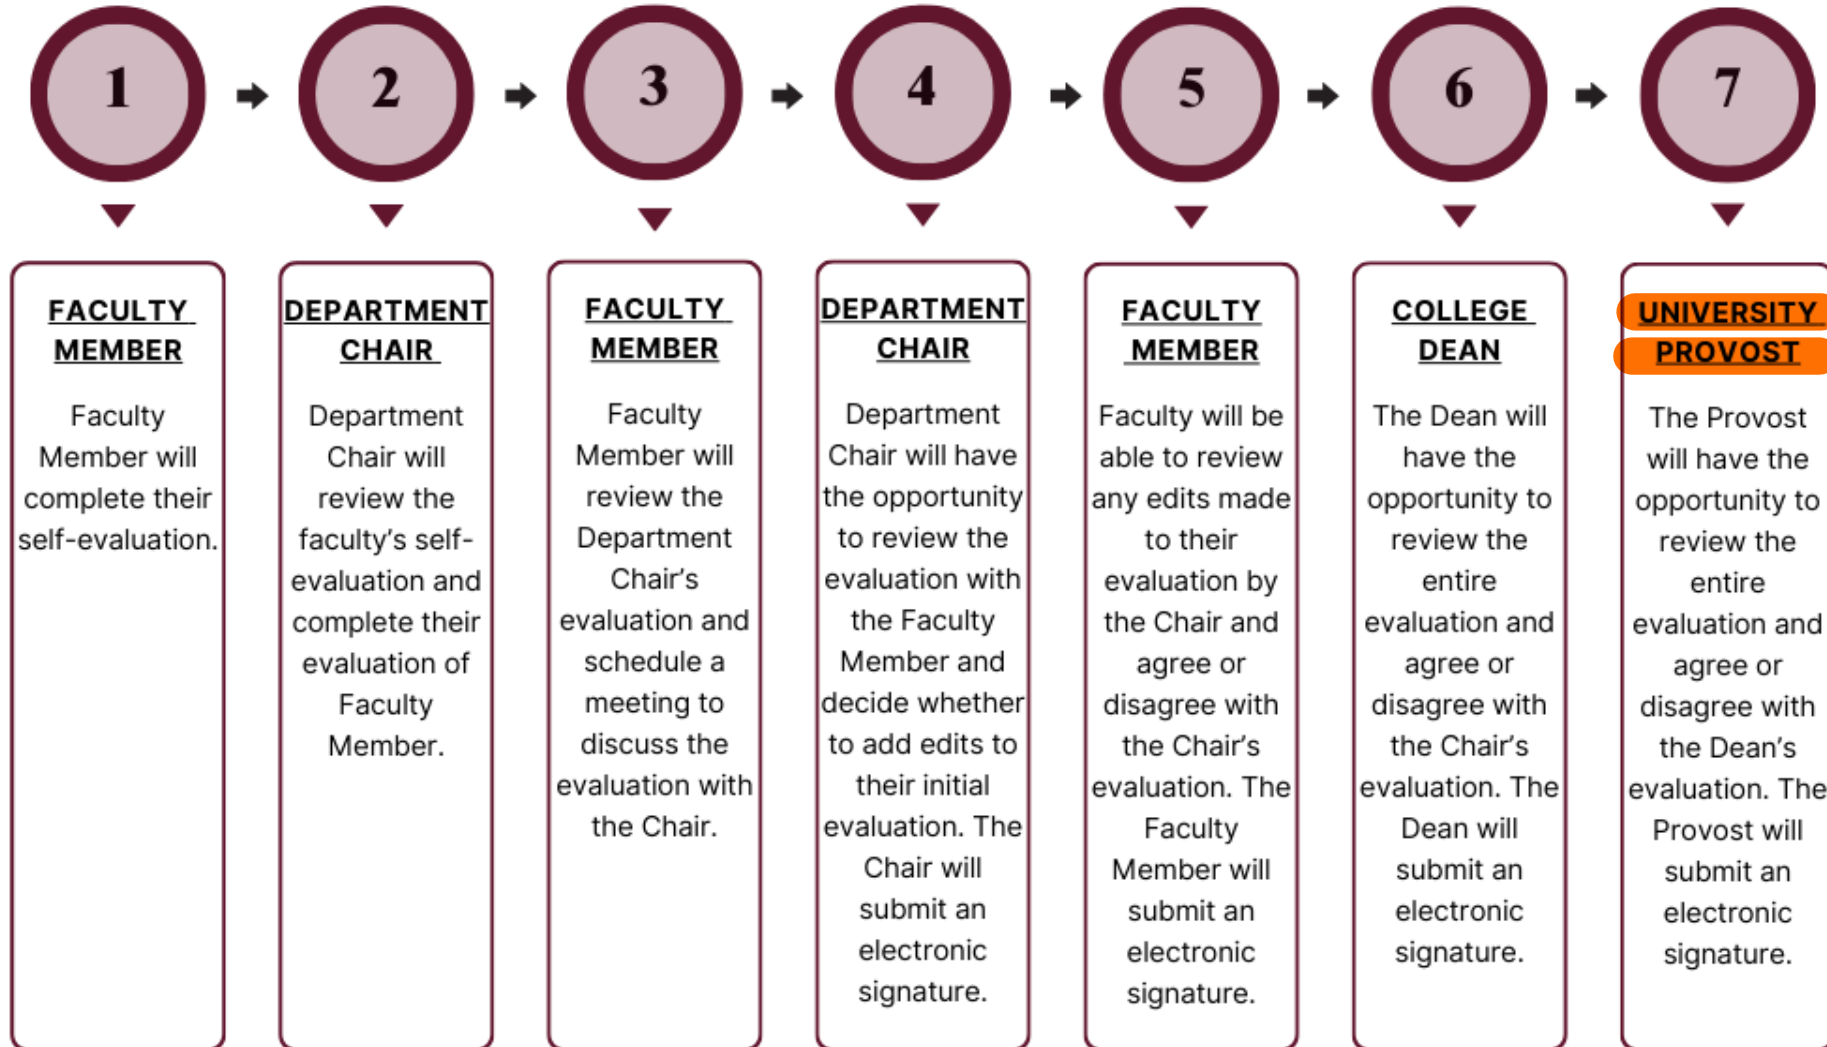 1
2
3
4
5
6
7
FACULTY
MEMBER
Faculty
Member will
complete their
self-evaluation.
DEPARTMENT
CHAIR
Department
Chair will
review the
faculty's self-
evaluation and
complete their
evaluation of
Faculty
Member.
FACULTY
MEMBER
Faculty
Member will
review the
Department
Chair's
evaluation and
schedule a
meeting to
discuss the
evaluation with
the Chair.
DEPARTMENT
CHAIR
Department
Chair will have
the opportunity
to review the
evaluation with
the Faculty
Member and
decide whether
to add edits to
their initial
evaluation. The
Chair will
submit an
electronic
signature.
FACULTY
MEMBER
Faculty will be
able to review
any edits made
to their
evaluation by
the Chair and
agree or
disagree with
the Chair's
evaluation. The
Faculty
Member will
submit an
electronic
signature.
COLLEGE
DEAN
The Dean will
have the
opportunity to
review the
entire
evaluation and
agree or
disagree with
the Chair's
evaluation. The
Dean will
submit an
electronic
signature.
UNIVERSITY
PROVOST
The Provost
will have the
opportunity to
review the
entire
evaluation and
agree or
disagree with
the Dean's
evaluation. The
Provost will
submit an
electronic
signature.